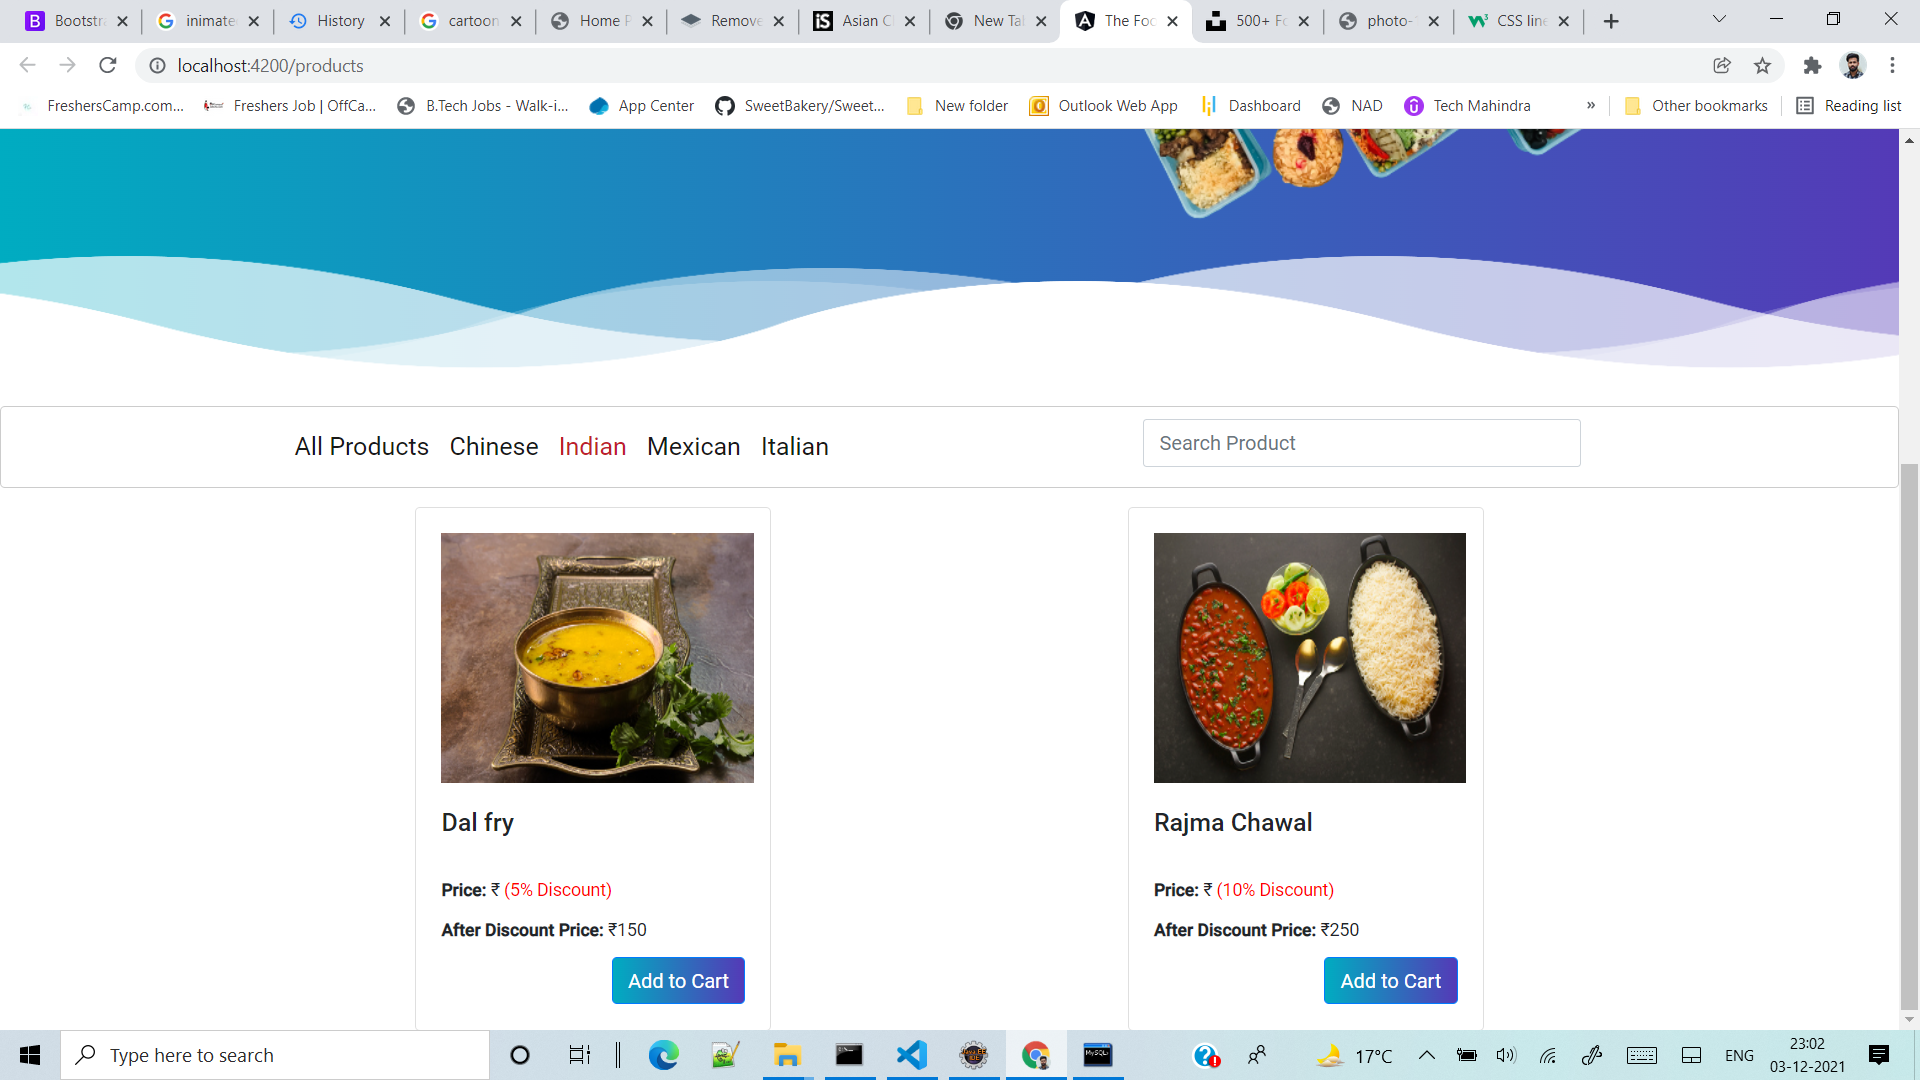 Bootstr
inimate
History
cartoon
Home P
Remove
Asian C
New Tab
The Foo
500+ Fo
photo-
CSS line
localhost:4200/products
FreshersCamp.com...
Freshers Job | OffCa...
B.Tech Jobs - Walk-i...
App Center
SweetBakery/Sweet...
New folder
Outlook Web App
Dashboard
NAD
Tech Mahindra
»
Other bookmarks
Reading list
All Products Chinese Indian Mexican Italian
Search Product
Dal fry
Price: ₹ (5% Discount)
After Discount Price: ₹150
Add to Cart
Rajma Chawal
Price: ₹ (10% Discount)
After Discount Price: ₹250
Add to Cart
Type here to search
17°C
ENG
23:02
03-12-2021